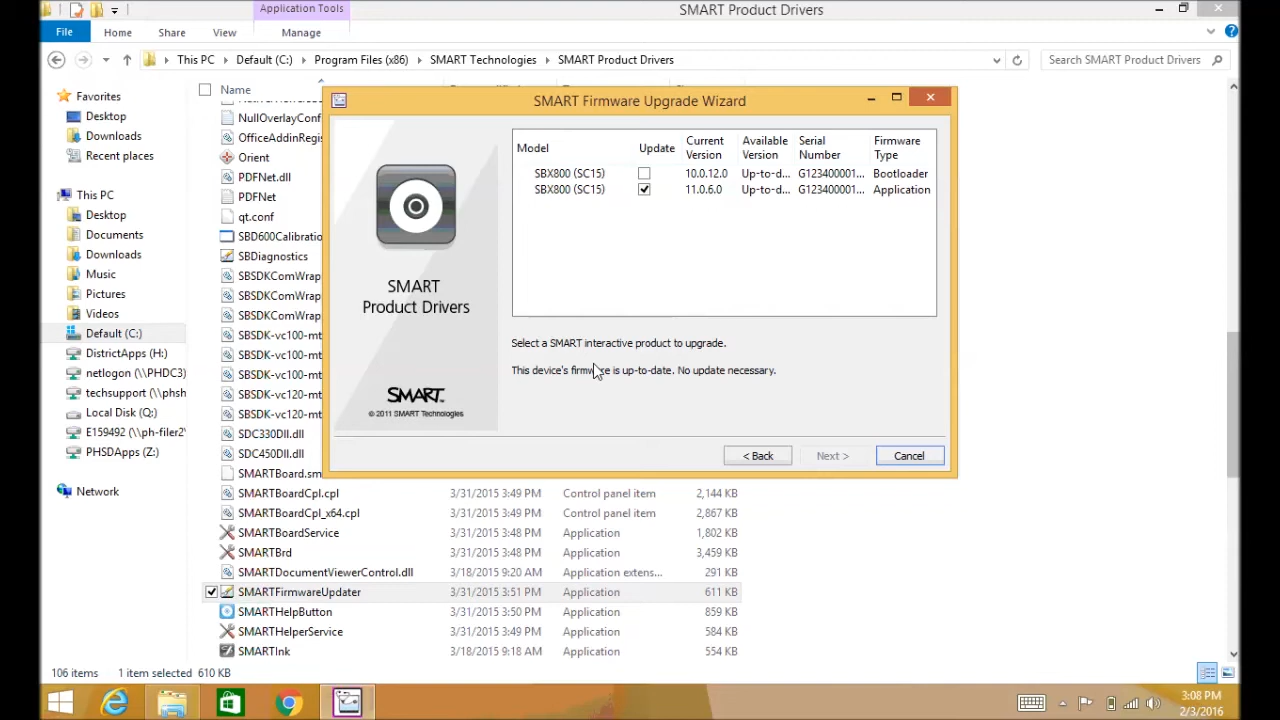 Application Tools
SMART Product Drivers
File
Home
Share
View
Manage
This PC
Default (C:)
Program Files (x86)
SMART Technologies
SMART Product Drivers
Search SMART Product Drivers
Favorites
Desktop
Downloads
Recent places
This PC
Desktop
Documents
Downloads
Music
Pictures
Videos
Default (C:)
DistrictApps (H:)
netlogon (\\PHDC3)
techsupport (\\phsh
Local Disk (Q:)
E159492 (\\ph-filer2\
PHSDApps (Z:)
Network
Name
NullOverlayConf
OfficeAddinRegis
Orient
PDFNet.dll
PDFNet
qt.conf
SBD600Calibratio
SBDiagnostics
SBSDKComWrap
SBSDKComWrap
SBSDKComWrap
SBSDK-vc100-mt
SBSDK-vc100-mt
SBSDK-vc100-mt
SBSDK-vc120-mt
SBSDK-vc120-mt
SDC330Dll.dll
SDC450Dll.dll
SMARTBoard.sm
SMARTBoardCpl.cpl 3/31/2015 3:49 PM Control panel item 2,144 KB
SMARTBoardCpl_x64.cpl 3/31/2015 3:49 PM Control panel item 2,867 KB
SMARTBoardService 3/31/2015 3:48 PM Application 1,802 KB
SMARTBrd 3/31/2015 3:48 PM Application 3,459 KB
SMARTDocumentViewerControl.dll 3/18/2015 9:20 AM Application extens... 291 KB
SMARTFirmwareUpdater 3/31/2015 3:51 PM Application 611 KB
SMARTHelpButton 3/31/2015 3:50 PM Application 859 KB
SMARTHelperService 3/31/2015 3:49 PM Application 584 KB
SMARTInk 3/18/2015 9:18 AM Application 554 KB
SMART Firmware Upgrade Wizard
SMART
Product Drivers
SMART
© 2011 SMART Technologies
Model Update Current Version Available Version Serial Number Firmware Type
SBX800 (SC15) 10.0.12.0 Up-to-d... G123400001... Bootloader
SBX800 (SC15) 11.0.6.0 Up-to-d... G123400001... Application
Select a SMART interactive product to upgrade.
This device's firmware is up-to-date. No update necessary.
< Back
Next >
Cancel
106 items 1 item selected 610 KB
3:08 PM
2/3/2016